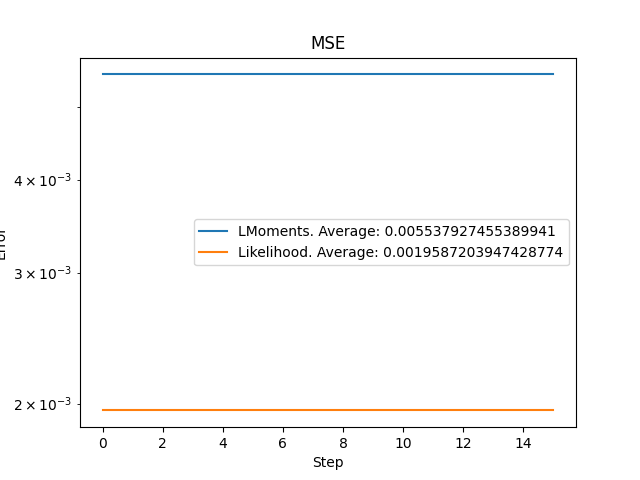 MSE
4 × 10⁻³
3 × 10⁻³
2 × 10⁻³
Error
LMoments. Average: 0.005537927455389941
Likelihood. Average: 0.0019587203947428774
0 2 4 6 8 10 12 14
Step